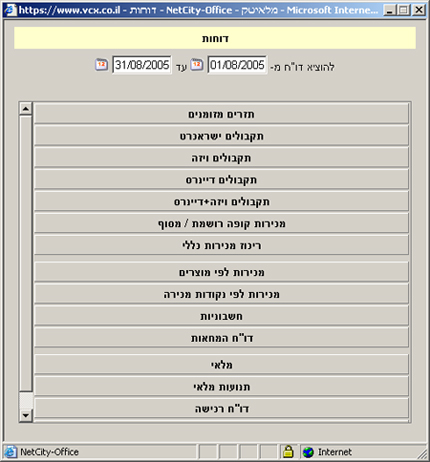 https://www.vcx.co.il - מלאיטק - NetCity-Office - דוחות - Microsoft Interne...
דוחות
להוציא דו"ח מ- 01/08/2005 עד 31/08/2005
תזרים מזומנים
תקבולים ישראכרט
תקבולים ויזה
תקבולים דיינרס
תקבולים ויזה+דיינרס
מכירות קופה רושמת / מסוף
ריכוז מכירות כללי
מכירות לפי מוצרים
מכירות לפי נקודות מכירה
חשבוניות
דו"ח המחאות
מלאי
תנועות מלאי
דו"ח רכישה
NetCity-Office Internet